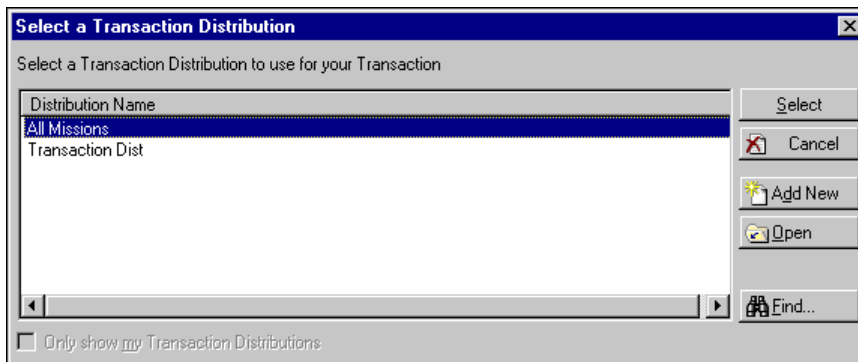 Select a Transaction Distribution
Select a Transaction Distribution to use for your Transaction
Distribution Name
All Missions
Transaction Dist
Select
Cancel
Add New
Open
Find...
Only show my Transaction Distributions